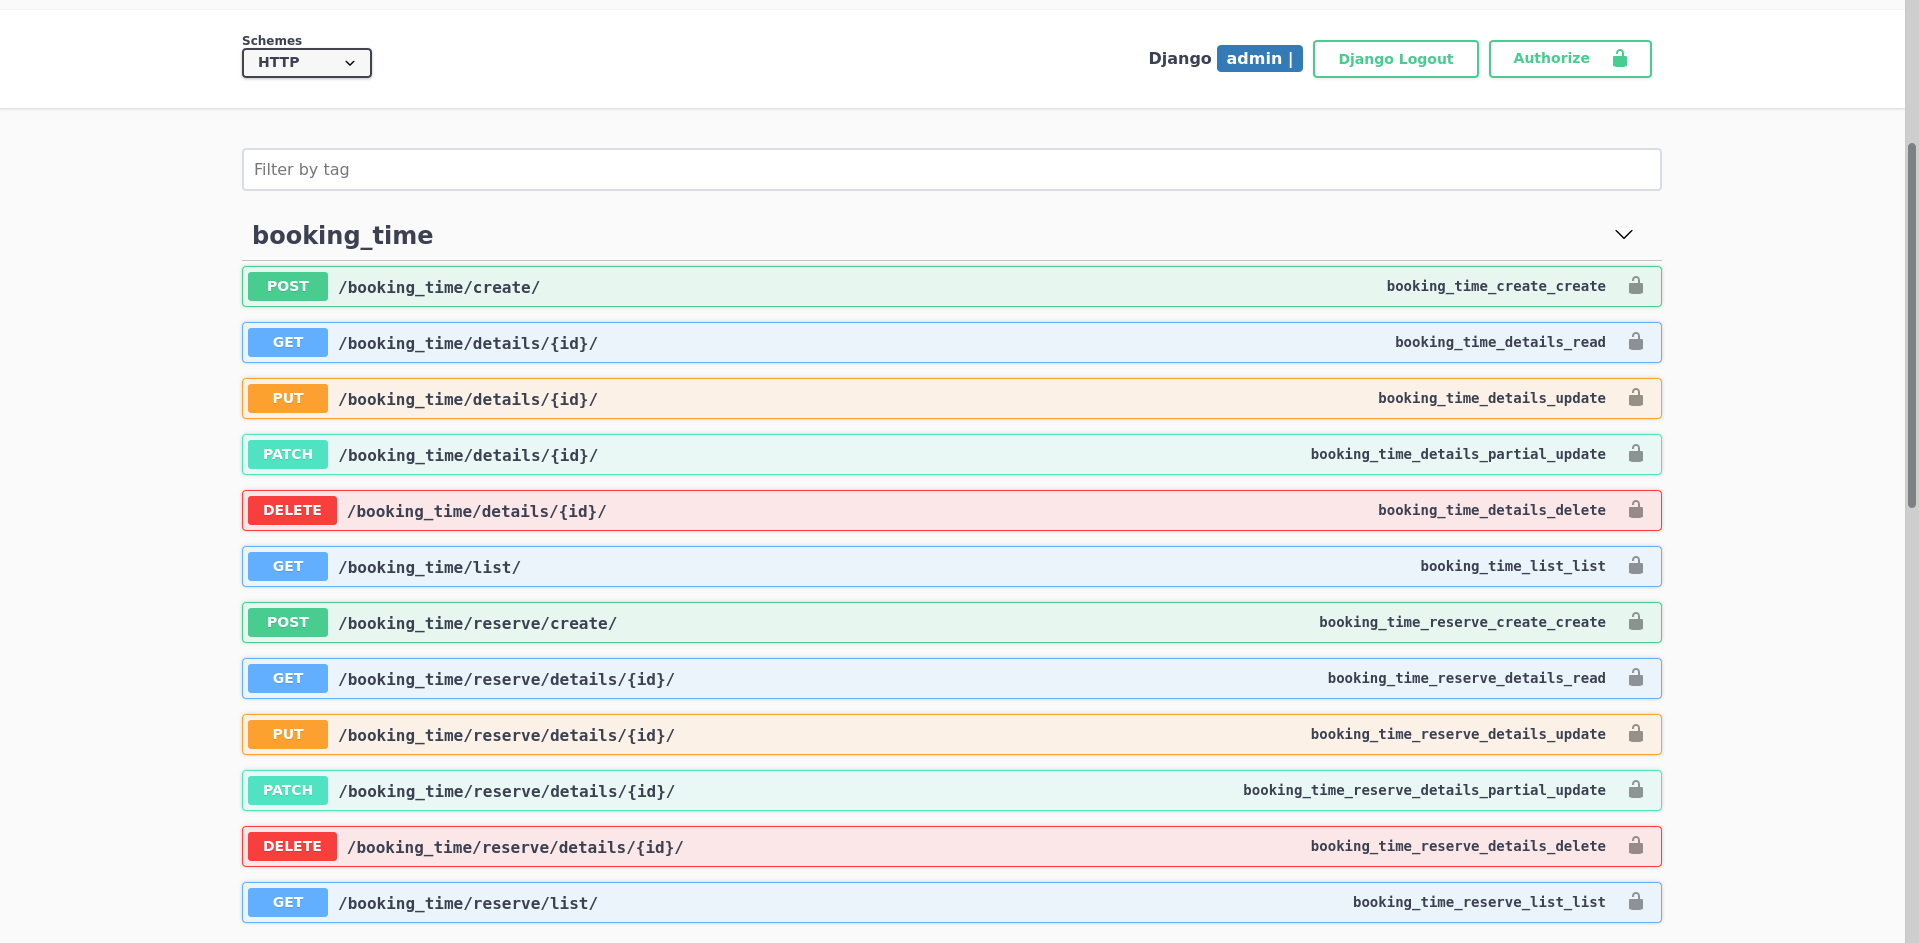 Schemes
HTTP
Django admin | Django Logout Authorize
Filter by tag
booking_time
POST /booking_time/create/ booking_time_create_create
GET /booking_time/details/{id}/ booking_time_details_read
PUT /booking_time/details/{id}/ booking_time_details_update
PATCH /booking_time/details/{id}/ booking_time_details_partial_update
DELETE /booking_time/details/{id}/ booking_time_details_delete
GET /booking_time/list/ booking_time_list_list
POST /booking_time/reserve/create/ booking_time_reserve_create_create
GET /booking_time/reserve/details/{id}/ booking_time_reserve_details_read
PUT /booking_time/reserve/details/{id}/ booking_time_reserve_details_update
PATCH /booking_time/reserve/details/{id}/ booking_time_reserve_details_partial_update
DELETE /booking_time/reserve/details/{id}/ booking_time_reserve_details_delete
GET /booking_time/reserve/list/ booking_time_reserve_list_list